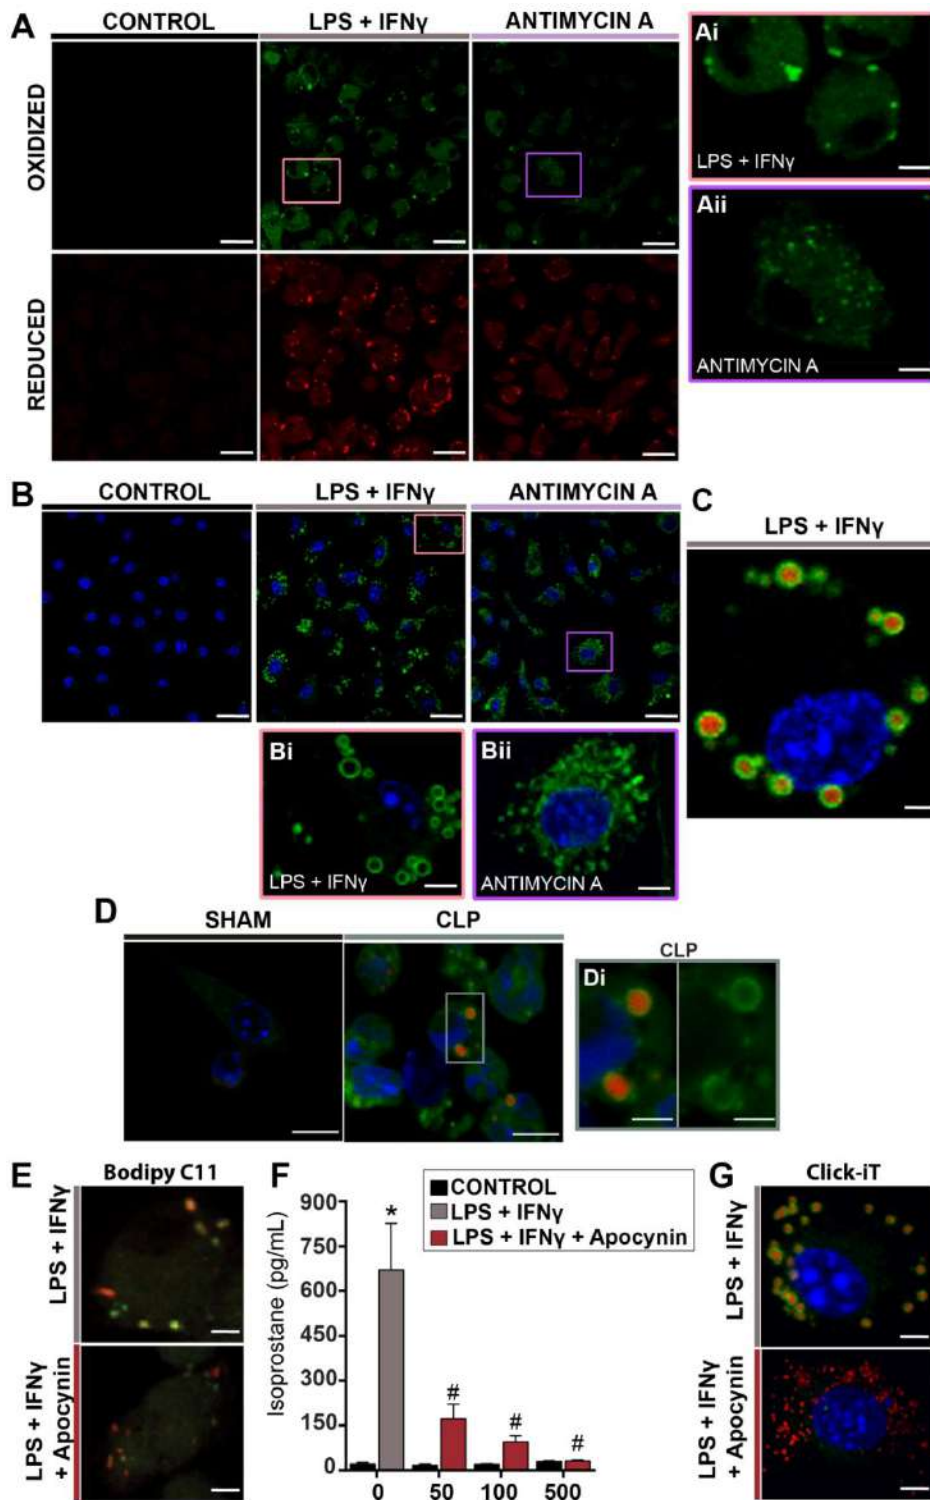 A
CONTROL
LPS + IFNγ
ANTIMYCIN A
OXIDIZED
REDUCED
Ai
LPS + IFNγ
Aii
ANTIMYCIN A
B
CONTROL
LPS + IFNγ
ANTIMYCIN A
Bi
LPS + IFNγ
Bii
ANTIMYCIN A
C
LPS + IFNγ
D
SHAM
CLP
CLP
Di
E
Bodipy C11
LPS + IFNγ
LPS + IFNγ
+ Apocynin
F
CONTROL
LPS + IFNγ
LPS + IFNγ + Apocynin
Isoprostane (pg/mL)
900
750
600
450
300
150
0
*
#
#
#
0 50 100 500
G
Click-iT
LPS + IFNγ
LPS + IFNγ
+ Apocynin